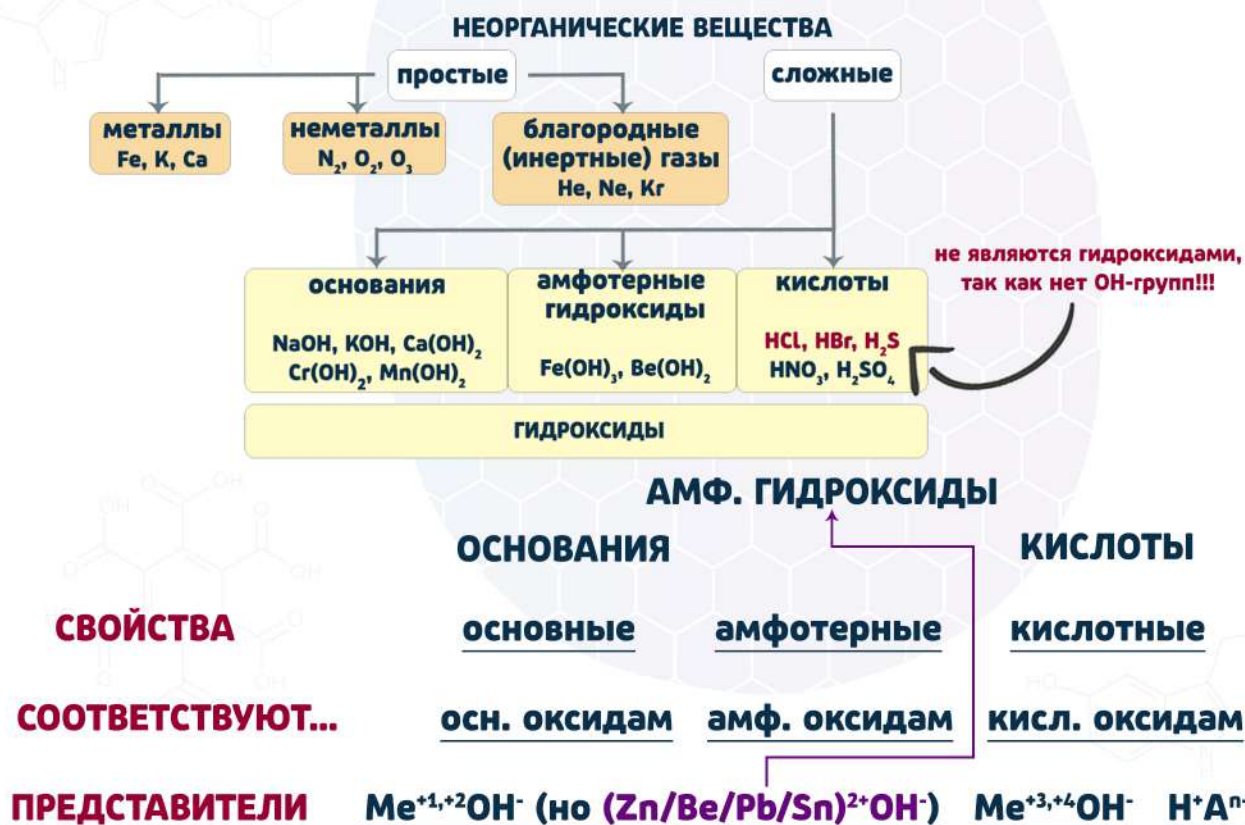 НЕОРГАНИЧЕСКИЕ ВЕЩЕСТВА
простые
сложные
металлы
Fe, K, Ca
неметаллы
N₂, O₂, O₃
благородные
(инертные) газы
He, Ne, Kr
основания
NaOH, KOH, Ca(OH)₂
Cr(OH)₂, Mn(OH)₂
амфотерные
гидроксиды
Fe(OH)₃, Be(OH)₂
кислоты
HCl, HBr, H₂S
HNO₃, H₂SO₄
не являются гидроксидами,
так как нет ОН-групп!!!
ГИДРОКСИДЫ
АМФ. ГИДРОКСИДЫ
ОСНОВАНИЯ
КИСЛОТЫ
СВОЙСТВА
основные
амфотерные
кислотные
СООТВЕТСТВУЮТ...
осн. оксидам
амф. оксидам
кисл. оксидам
ПРЕДСТАВИТЕЛИ
Me⁺¹,⁺²OH⁻ (но (Zn/Be/Pb/Sn)²⁺OH⁻)
Me⁺³,⁺⁴OH⁻
H⁺Aⁿ⁻